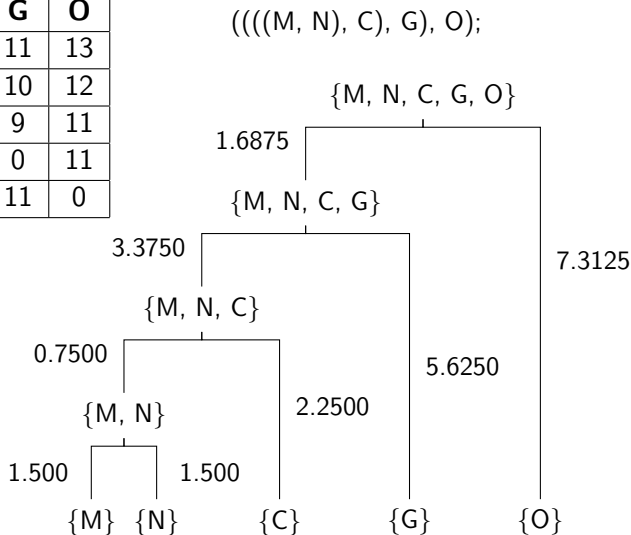 G O
11 13
10 12
9 11
0 11
11 0
((((M, N), C), G), O);
{M, N, C, G, O}
1.6875
{M, N, C, G}
3.3750
7.3125
{M, N, C}
0.7500
5.6250
2.2500
{M, N}
1.500 1.500
{M} {N} {C} {G} {O}